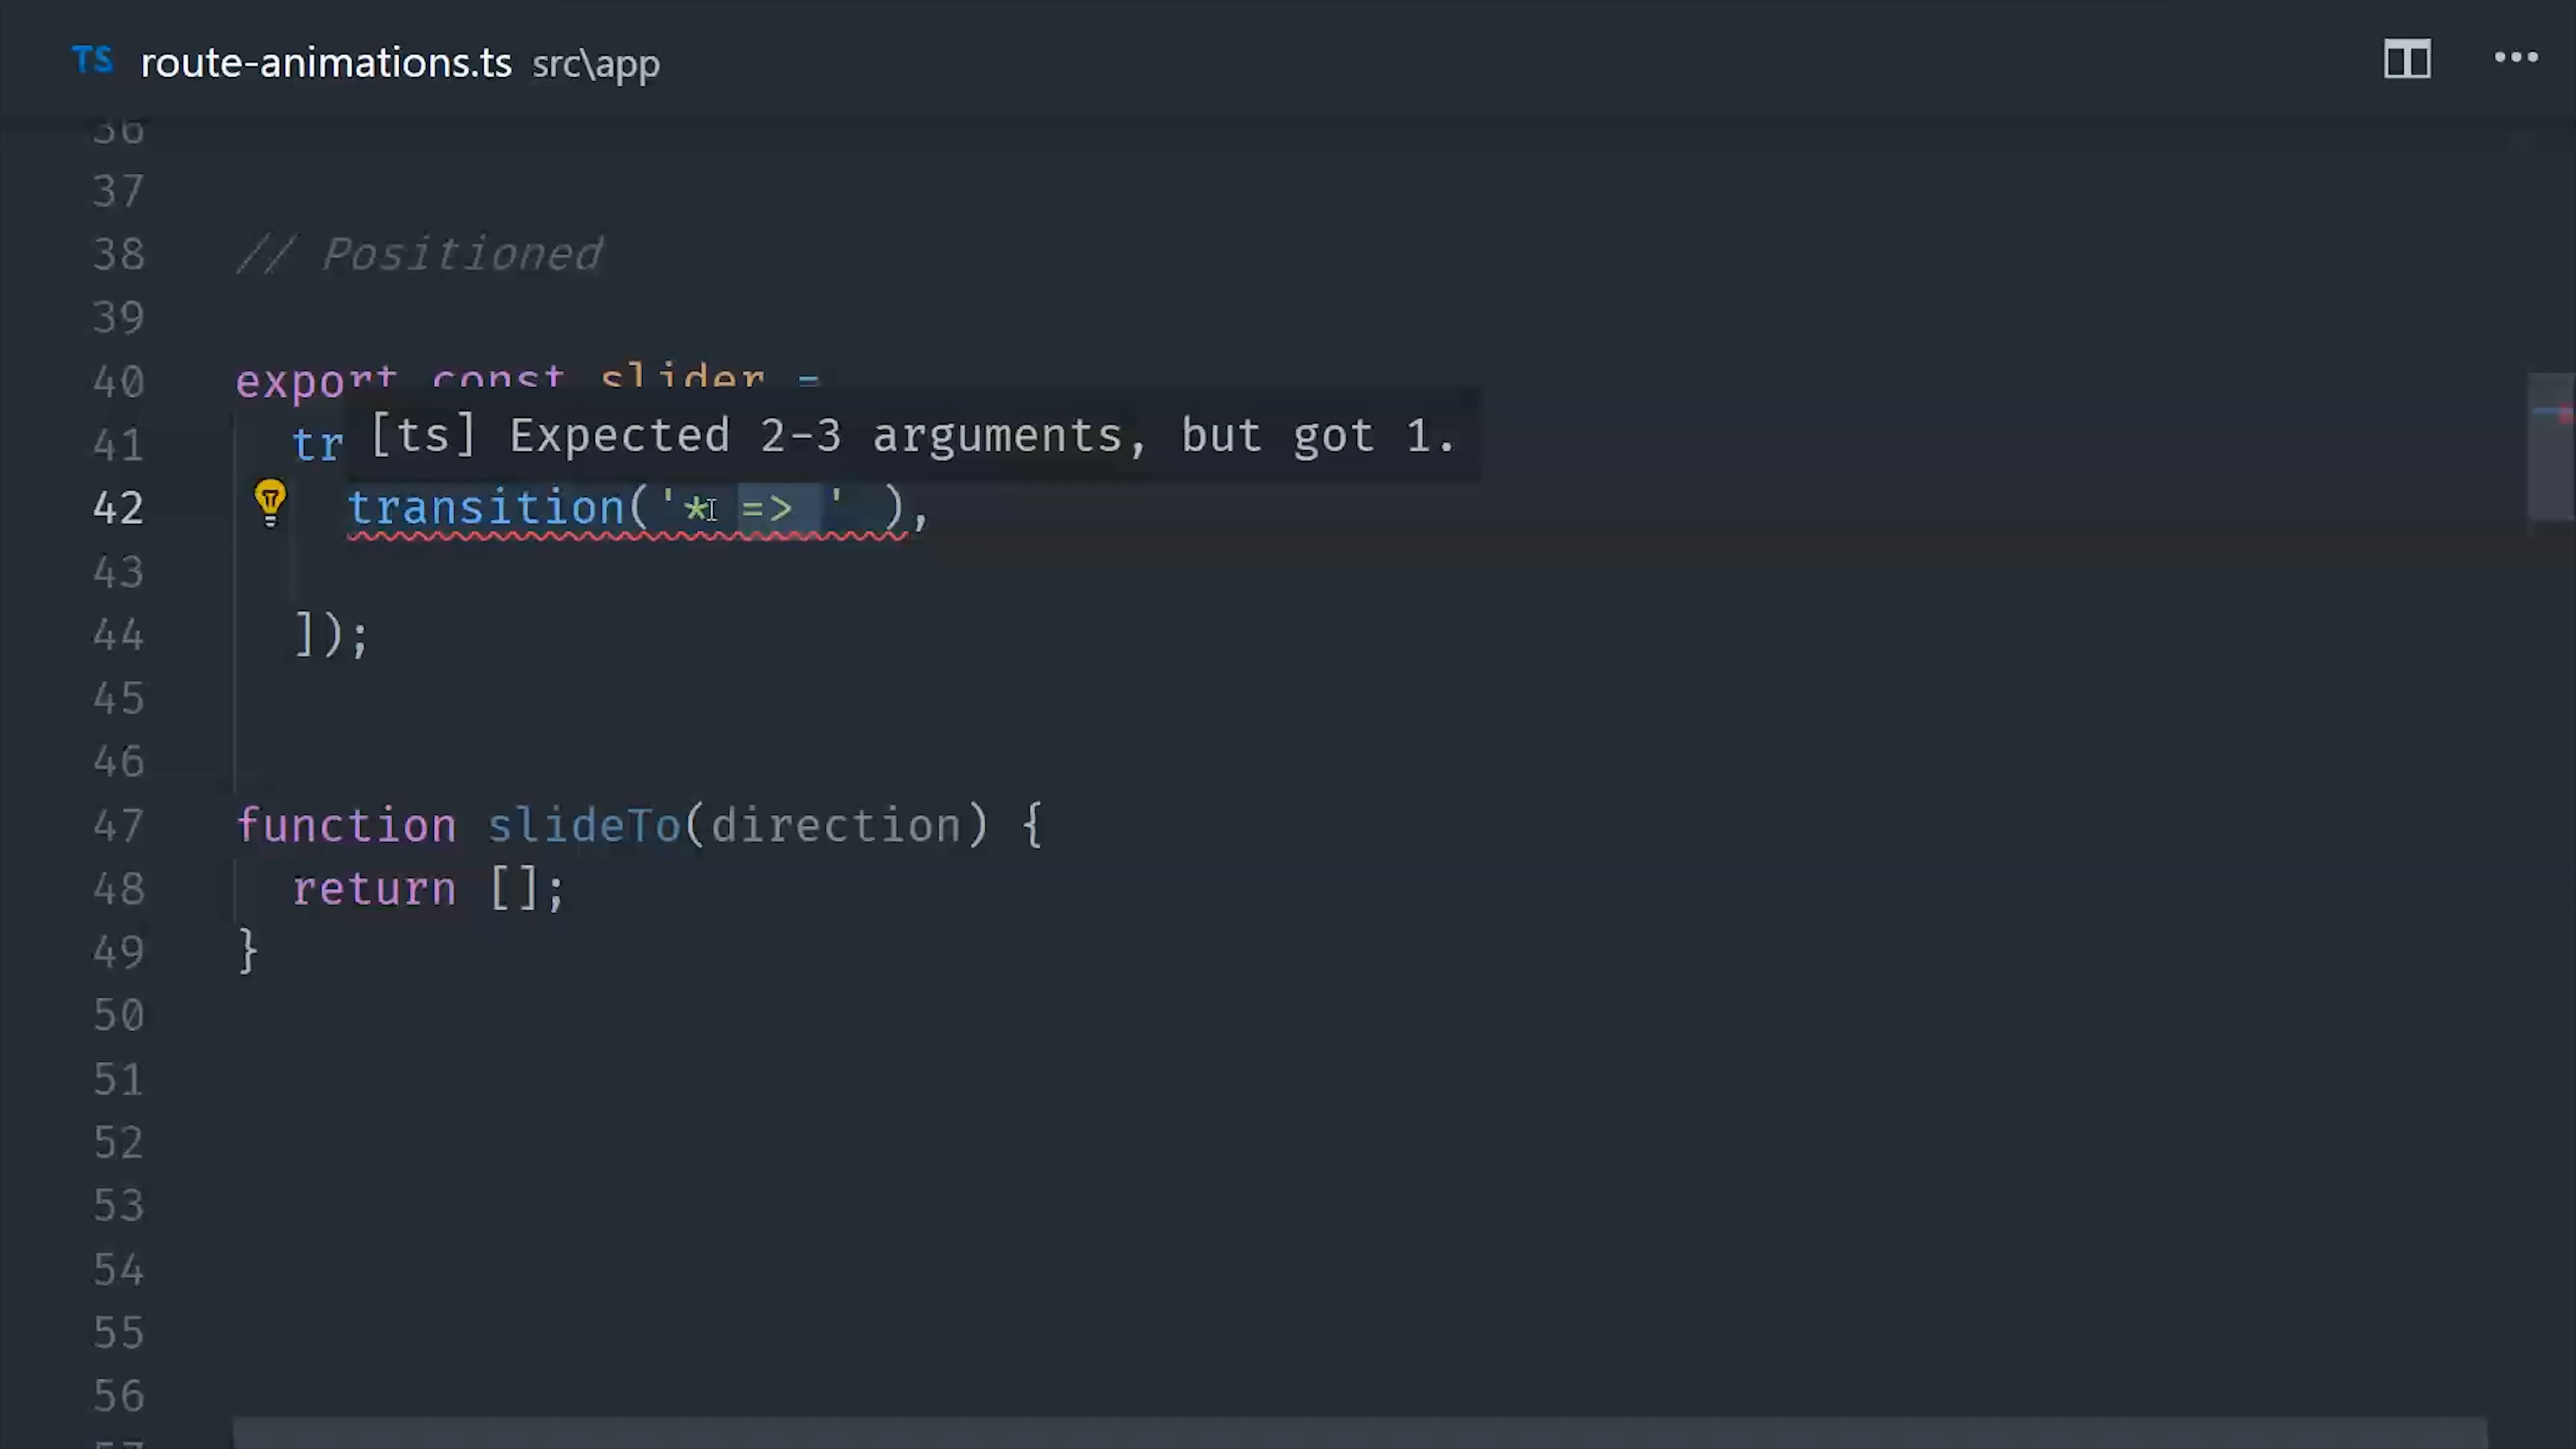 TS route-animations.ts src\app
36
37
38 // Positioned
39
40 export const slider =
41 tr
[ts] Expected 2-3 arguments, but got 1.
42 transition('* => ' ),
43
44 ]);
45
46
47 function slideTo(direction) {
48 return [];
49 }
50
51
52
53
54
55
56
57